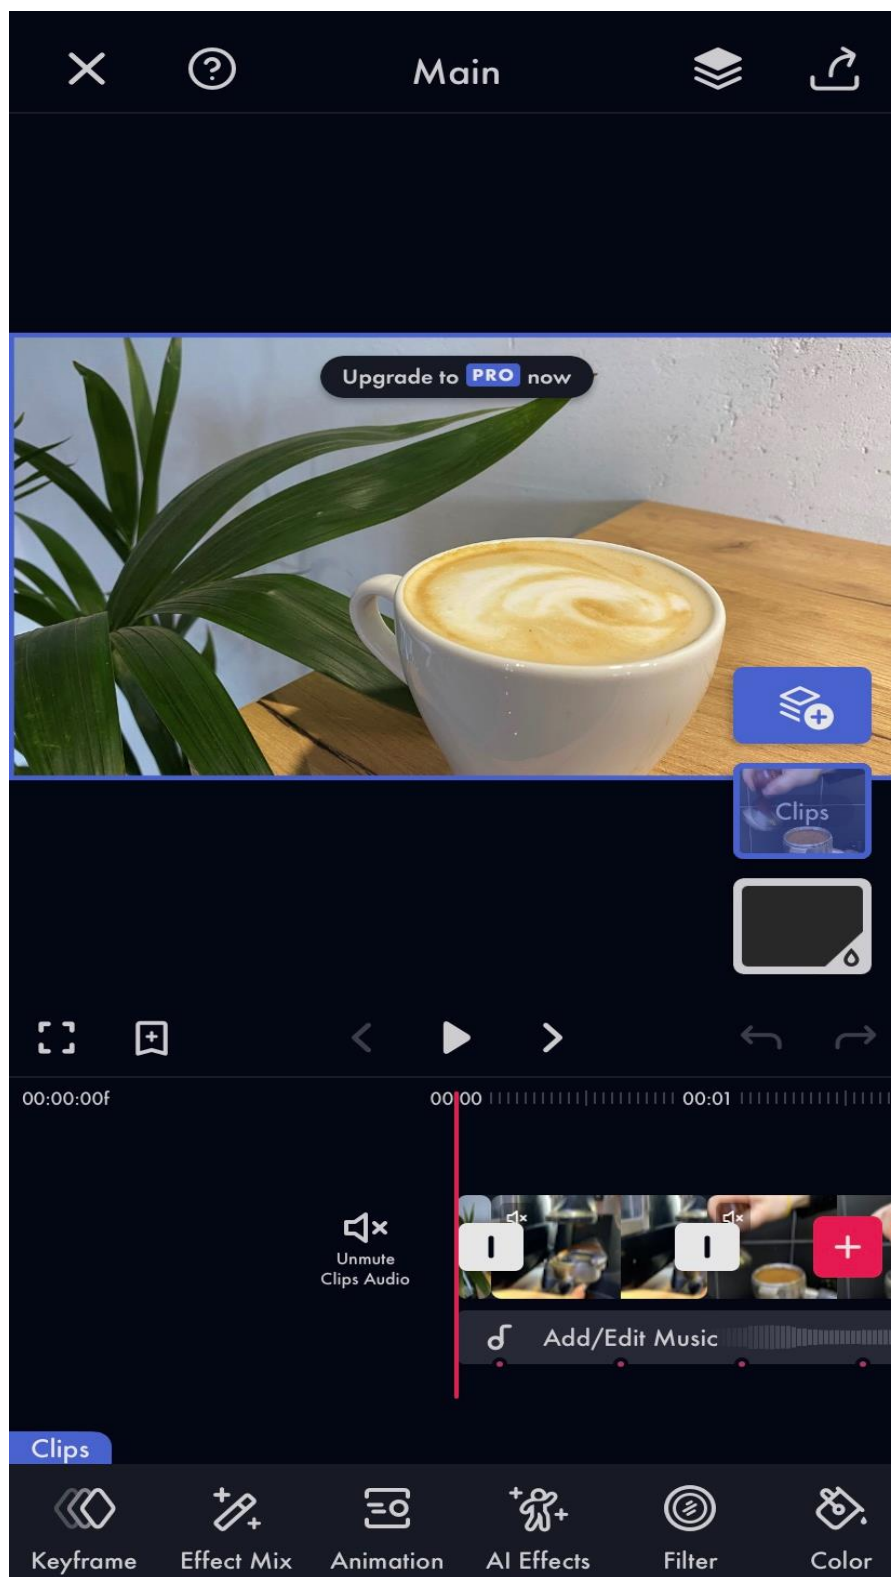 Main
Upgrade to PRO now
Clips
00:00:00f
00:00
00:01
Unmute
Clips Audio
Add/Edit Music
Clips
Keyframe
Effect Mix
Animation
AI Effects
Filter
Color